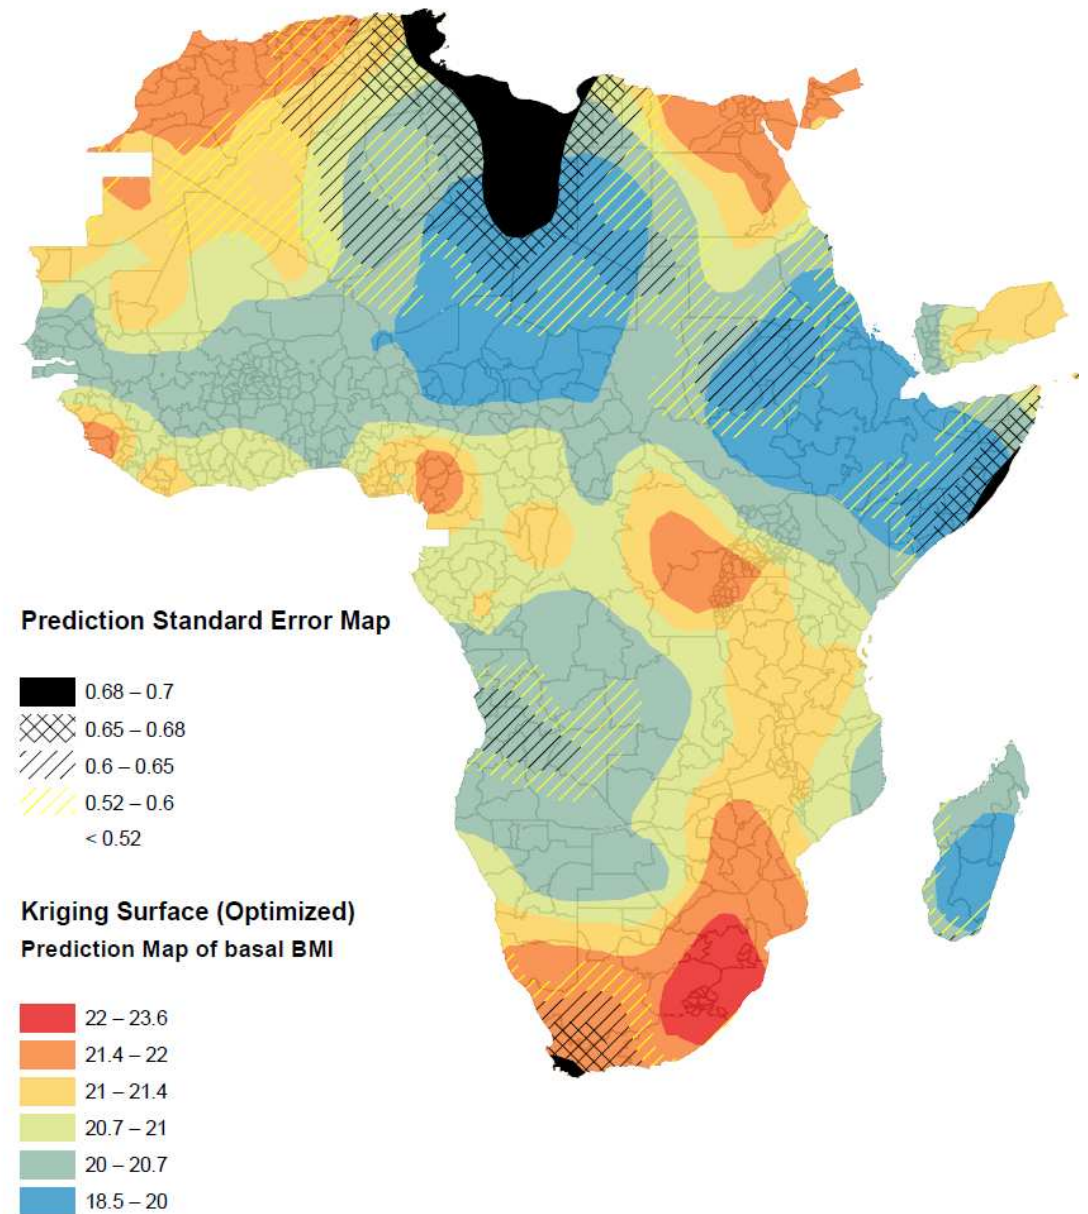 Prediction Standard Error Map
0.68 – 0.7
0.65 – 0.68
0.6 – 0.65
0.52 – 0.6
< 0.52
Kriging Surface (Optimized)
Prediction Map of basal BMI
22 – 23.6
21.4 – 22
21 – 21.4
20.7 – 21
20 – 20.7
18.5 – 20